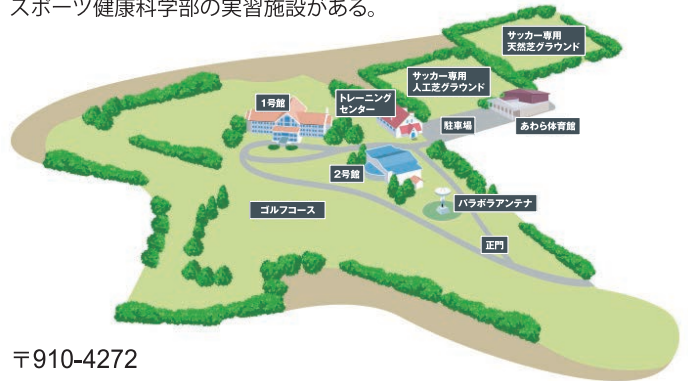 スポーツ健康科学部の実習施設がある。
サッカー専用
天然芝グラウンド
サッカー専用
人工芝グラウンド
1号館
トレーニング
センター
駐車場
あわら体育館
2号館
パラボラアンテナ
ゴルフコース
正門
〒910-4272